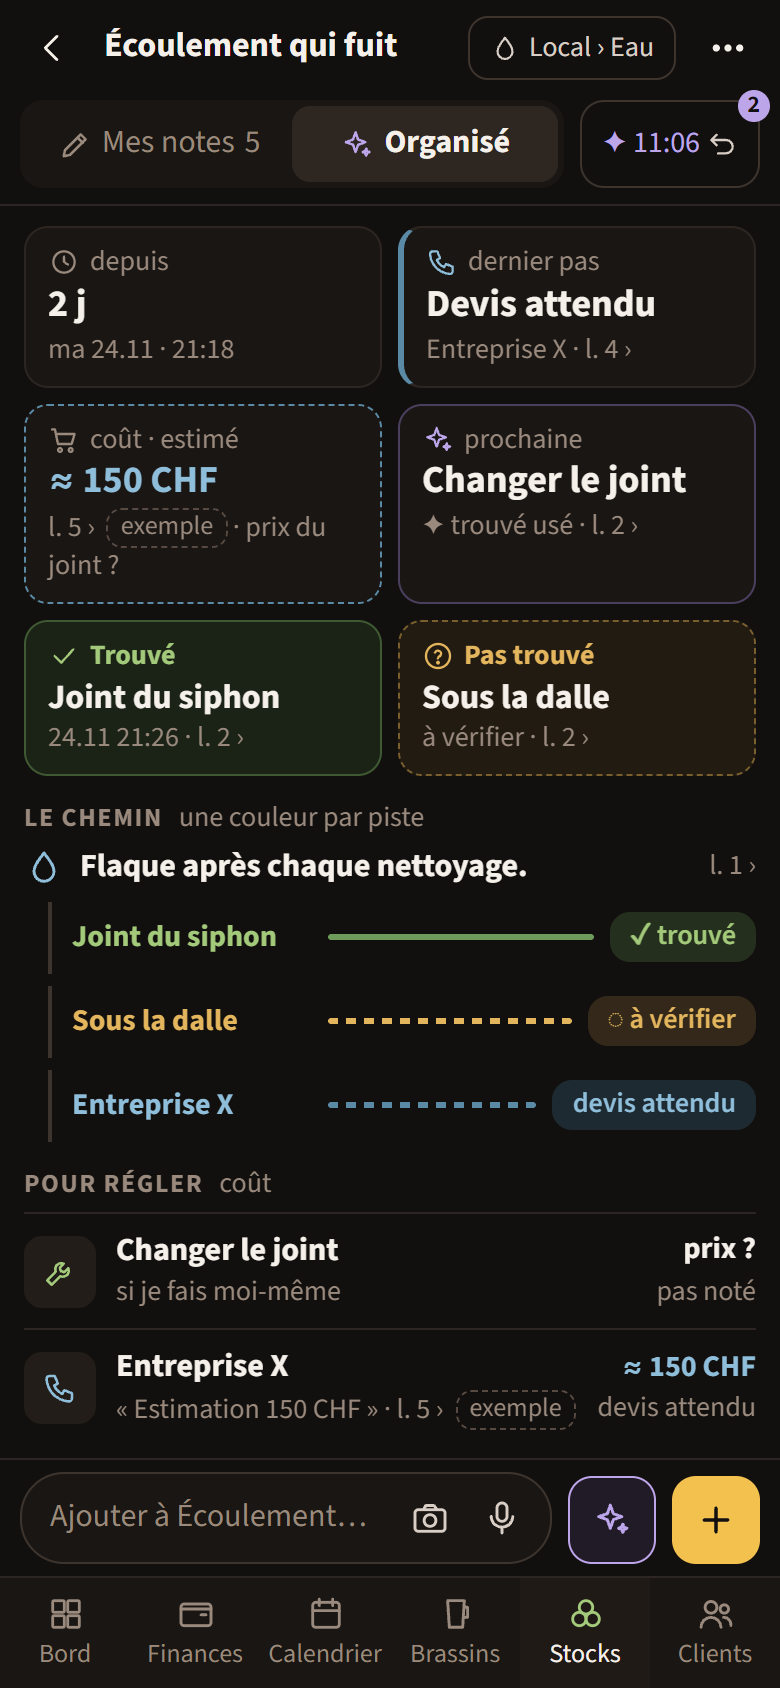 Écoulement qui fuit
Local › Eau
Mes notes 5
Organisé
11:06
2
depuis
2 j
ma 24.11 · 21:18
dernier pas
Devis attendu
Entreprise X · l. 4 ›
coût · estimé
≈ 150 CHF
l. 5 › exemple · prix du
joint ?
prochaine
Changer le joint
✦ trouvé usé · l. 2 ›
Trouvé
Joint du siphon
24.11 21:26 · l. 2 ›
Pas trouvé
Sous la dalle
à vérifier · l. 2 ›
LE CHEMIN une couleur par piste
Flaque après chaque nettoyage. l. 1 ›
Joint du siphon ✓ trouvé
Sous la dalle ◌ à vérifier
Entreprise X devis attendu
POUR RÉGLER coût
Changer le joint prix ?
si je fais moi-même pas noté
Entreprise X ≈ 150 CHF
« Estimation 150 CHF » · l. 5 › exemple devis attendu
Ajouter à Écoulement…
Bord Finances Calendrier Brassins Stocks Clients